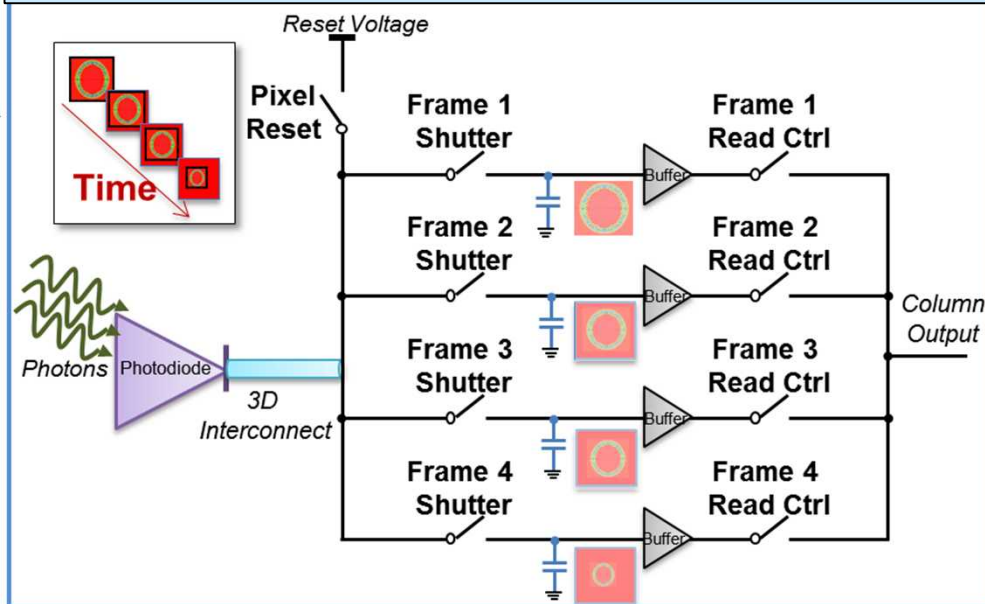 Reset Voltage
Time
Pixel
Reset
Frame 1
Shutter
Buffer
Frame 1
Read Ctrl
Frame 2
Shutter
Buffer
Frame 2
Read Ctrl
Photons
Photodiode
3D
Interconnect
Frame 3
Shutter
Buffer
Frame 3
Read Ctrl
Column
Output
Frame 4
Shutter
Buffer
Frame 4
Read Ctrl